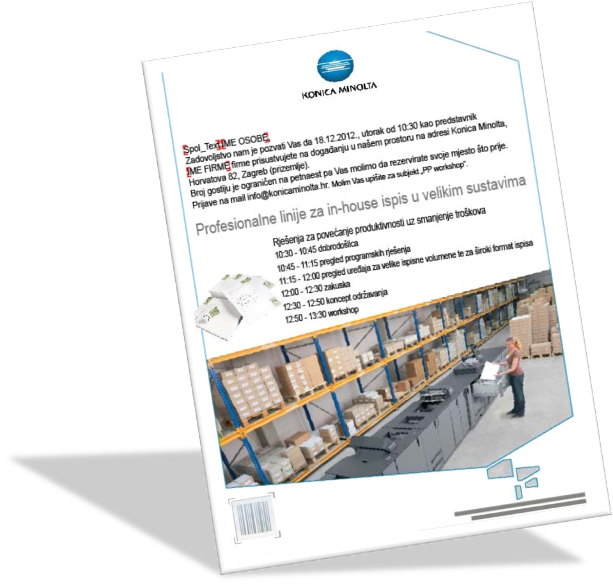 KONICA MINOLTA
Spol_Text IME OSOBE,
Zadovoljstvo nam je pozvati Vas da 18.12.2012., utorak od 10:30 kao predstavnik
IME FIRME firme prisustvujete na događanju u našem prostoru na adresi Konica Minolta,
Horvatova 82, Zagreb (prizemlje).
Broj gostiju je ograničen na petnaest pa Vas molimo da rezervirate svoje mjesto što prije.
Prijave na mail info@konicaminolta.hr. Molim Vas upišite za subjekt „PP workshop“.
Profesionalne linije za in-house ispis u velikim sustavima
Rješenja za povećanje produktivnosti uz smanjenje troškova
10:30 - 10:45 dobrodošlica
10:45 - 11:15 pregled programskih rješenja
11:15 - 12:00 pregled uređaja za velike ispisne volumene te za široki format ispisa
12:00 - 12:30 zakuska
12:30 - 12:50 koncept održavanja
12:50 - 13:30 workshop